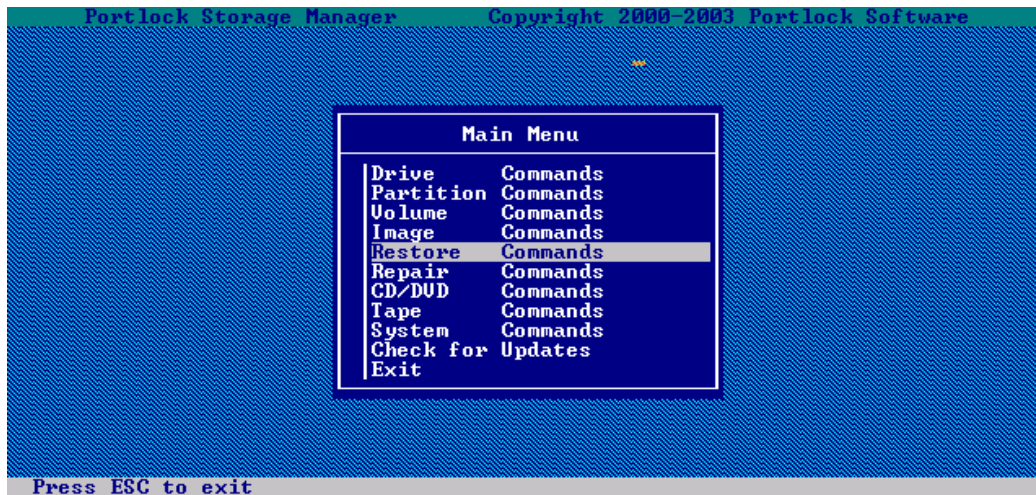 Portlock Storage Manager Copyright 2000-2003 Portlock Software
Main Menu
Drive Commands
Partition Commands
Volume Commands
Image Commands
Restore Commands
Repair Commands
CD/DVD Commands
Tape Commands
System Commands
Check for Updates
Exit
Press ESC to exit